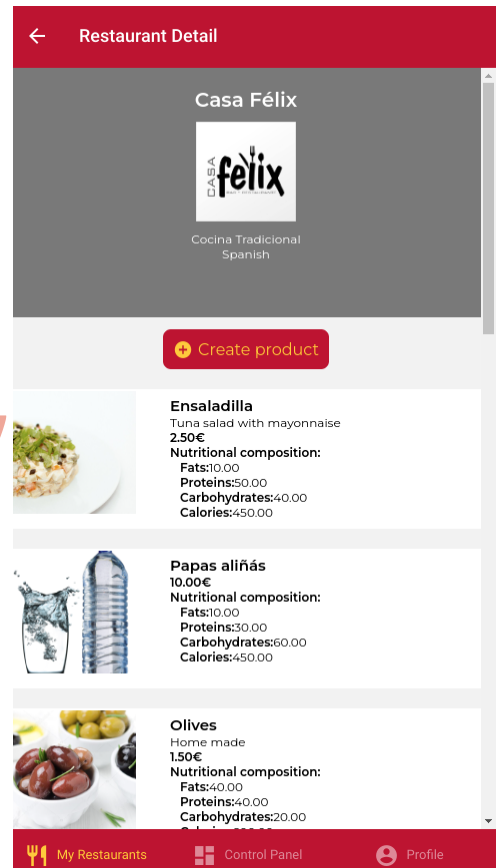 Restaurant Detail
Casa Félix
CASA
felix
Cocina Tradicional
Spanish
Create product
Ensaladilla
Tuna salad with mayonnaise
2.50€
Nutritional composition:
Fats:10.00
Proteins:50.00
Carbohydrates:40.00
Calories:450.00
Papas aliñás
10.00€
Nutritional composition:
Fats:10.00
Proteins:30.00
Carbohydrates:60.00
Calories:450.00
Olives
Home made
1.50€
Nutritional composition:
Fats:40.00
Proteins:40.00
Carbohydrates:20.00
My Restaurants
Control Panel
Profile